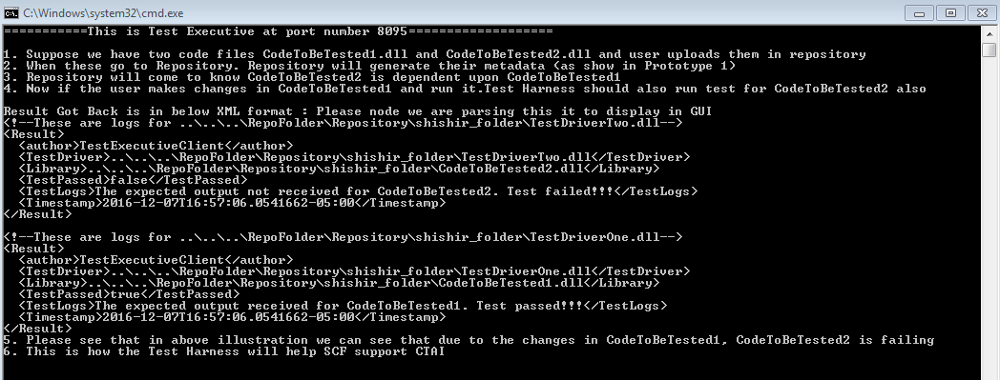 C:\Windows\system32\cmd.exe
===========This is Test Executive at port number 8095===================
1. Suppose we have two code files CodeToBeTested1.dll and CodeToBeTested2.dll and user uploads them in repository
2. When these go to Repository. Repository will generate their metadata (as show in Prototype 1)
3. Repository will come to know CodeToBeTested2 is dependent upon CodeToBeTested1
4. Now if the user makes changes in CodeToBeTested1 and run it.Test Harness should also run test for CodeToBeTested2 also
Result Got Back is in below XML format : Please node we are parsing this it to display in GUI
<!--These are logs for ..\..\..\RepoFolder\Repository\shishir_folder\TestDriverTwo.dll-->
<Result>
<author>TestExecutiveClient</author>
<TestDriver>..\..\..\RepoFolder\Repository\shishir_folder\TestDriverTwo.dll</TestDriver>
<Library>..\..\..\RepoFolder\Repository\shishir_folder\CodeToBeTested2.dll</Library>
<TestPassed>false</TestPassed>
<TestLogs>The expected output not received for CodeToBeTested2. Test failed!!!</TestLogs>
<Timestamp>2016-12-07T16:57:06.0541662-05:00</Timestamp>
</Result>
<!--These are logs for ..\..\..\RepoFolder\Repository\shishir_folder\TestDriverOne.dll-->
<Result>
<author>TestExecutiveClient</author>
<TestDriver>..\..\..\RepoFolder\Repository\shishir_folder\TestDriverOne.dll</TestDriver>
<Library>..\..\..\RepoFolder\Repository\shishir_folder\CodeToBeTested1.dll</Library>
<TestPassed>true</TestPassed>
<TestLogs>The expected output received for CodeToBeTested1. Test passed!!!</TestLogs>
<Timestamp>2016-12-07T16:57:06.0541662-05:00</Timestamp>
</Result>
5. Please see that in above illustration we can see that due to the changes in CodeToBeTested1, CodeToBeTested2 is failing
6. This is how the Test Harness will help SCF support CTAI